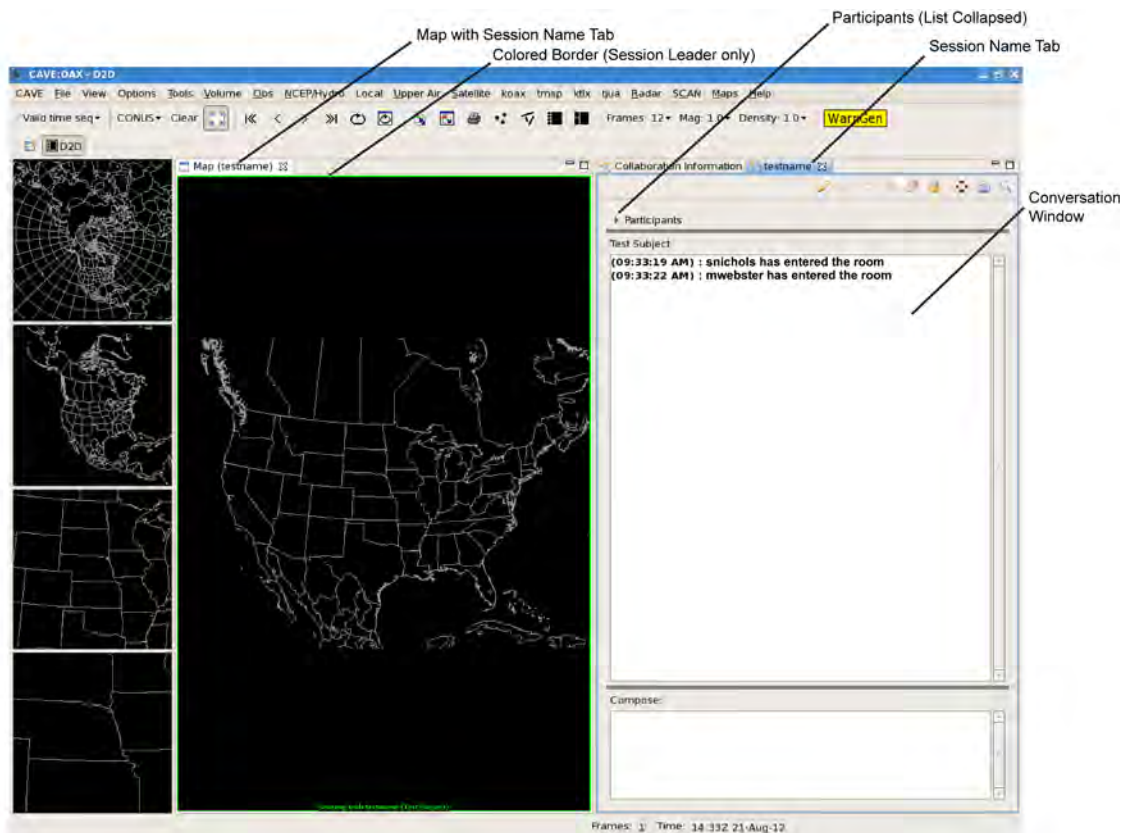 Participants (List Collapsed)
Map with Session Name Tab
Session Name Tab
Colored Border (Session Leader only)
CAVE:OAX - D2D
CAVE File View Options Tools Volume Obs NCEP/Hydro Local Upper Air Satellite koax tmsp kflx qua Radar SCAN Maps Help
Valid time seq CONUS Clear Frames: 12 Mag: 1.0 Density: 1.0 WarnGen
D2D
Map (testname)
Collaboration Information testname
Conversation
Window
Participants
Test Subject
(09:33:19 AM) : snichols has entered the room
(09:33:22 AM) : mwebster has entered the room
Compose:
Frames: 1 Time: 14:33Z 21-Aug-12